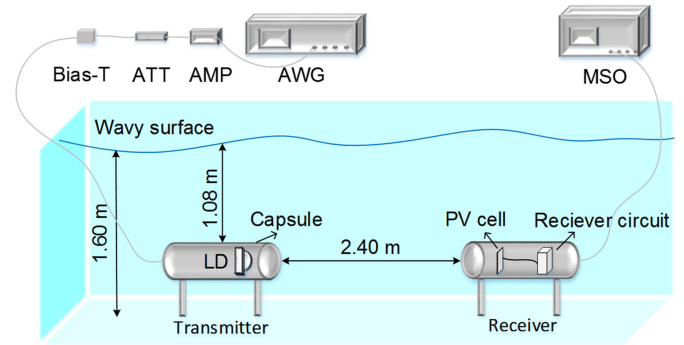 Bias-T ATT AMP AWG MSO
Wavy surface
1.60 m
1.08 m
Capsule
LD
2.40 m
PV cell
Reciever circuit
Transmitter
Receiver